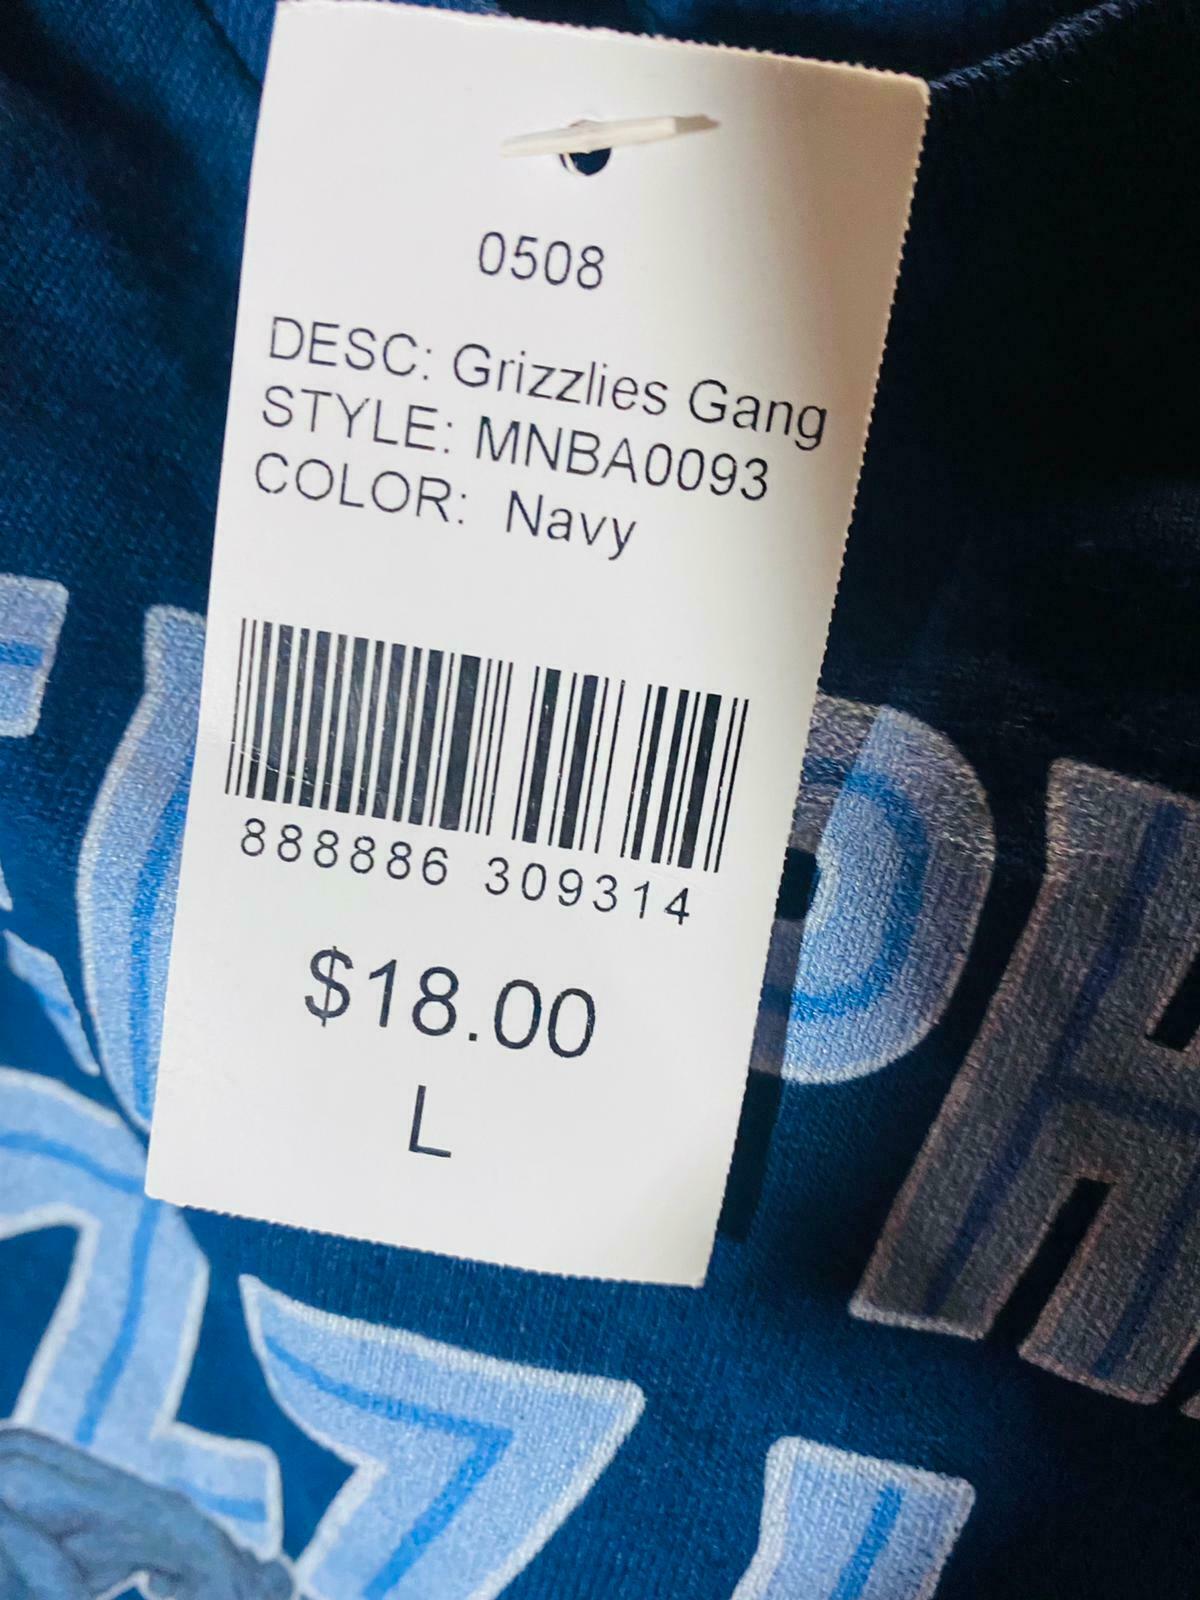 0508
DESC: Grizzlies Gang
STYLE: MNBA0093
COLOR: Navy
888886 309314
$18.00
L